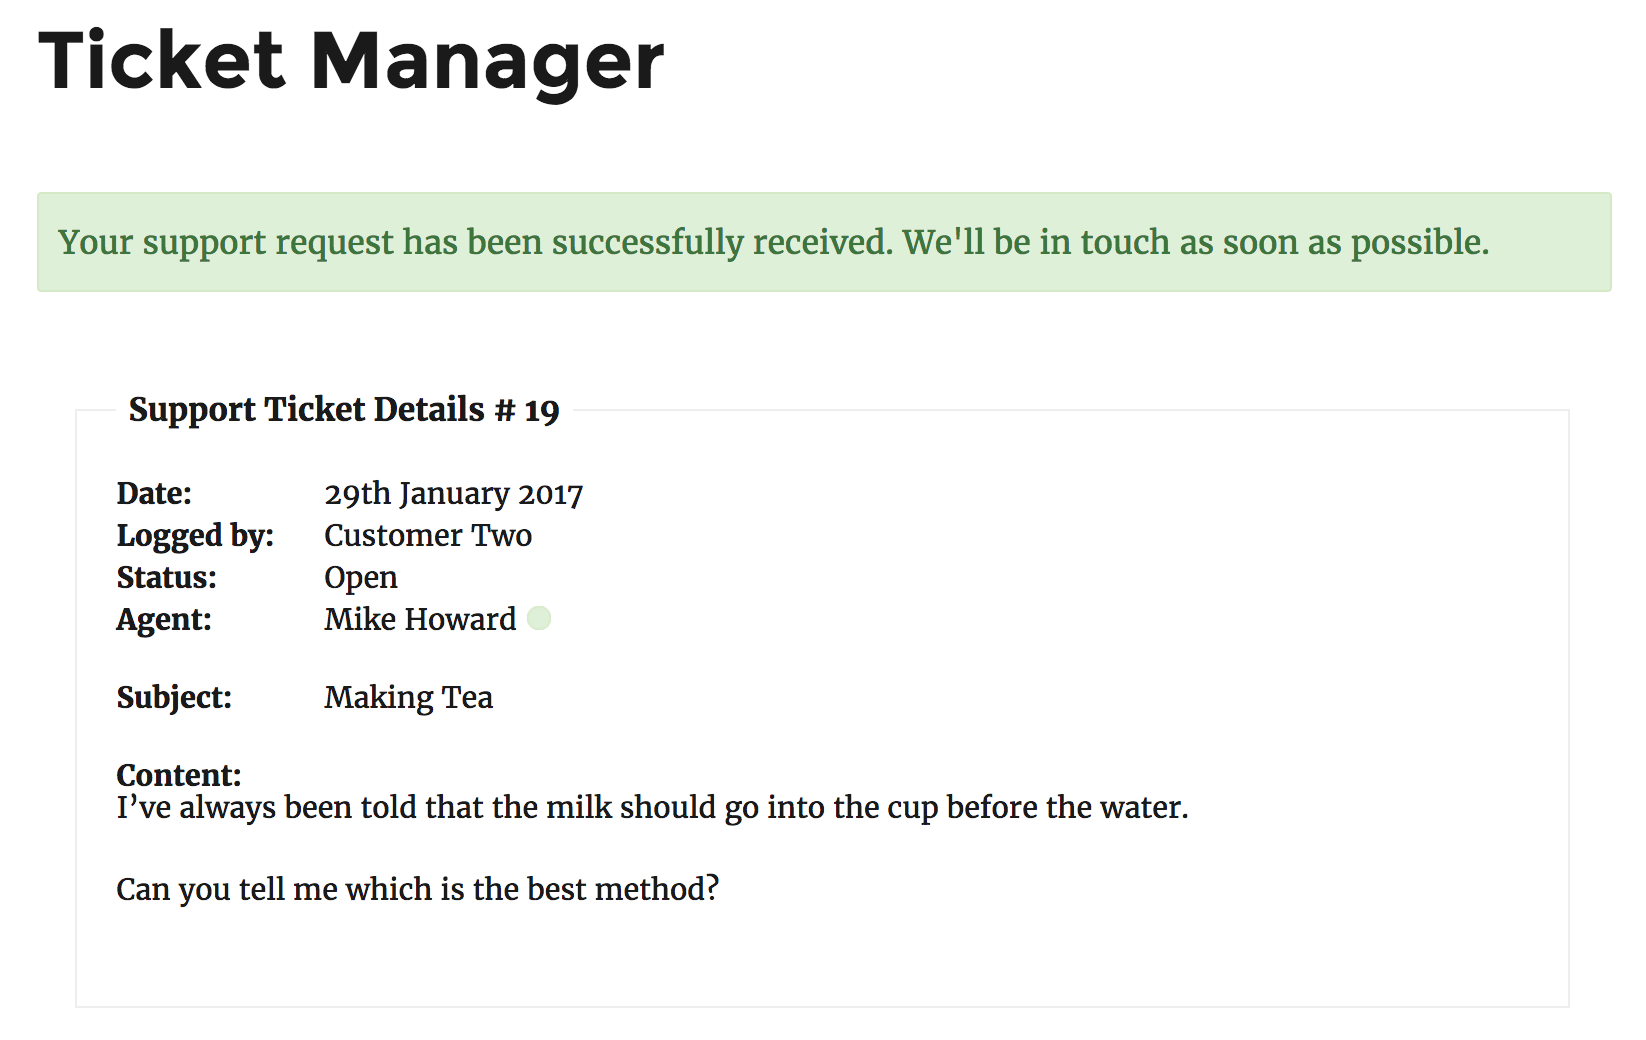 Ticket Manager
Your support request has been successfully received. We'll be in touch as soon as possible.
Support Ticket Details # 19
Date: 29th January 2017
Logged by: Customer Two
Status: Open
Agent: Mike Howard
Subject: Making Tea
Content:
I’ve always been told that the milk should go into the cup before the water.
Can you tell me which is the best method?